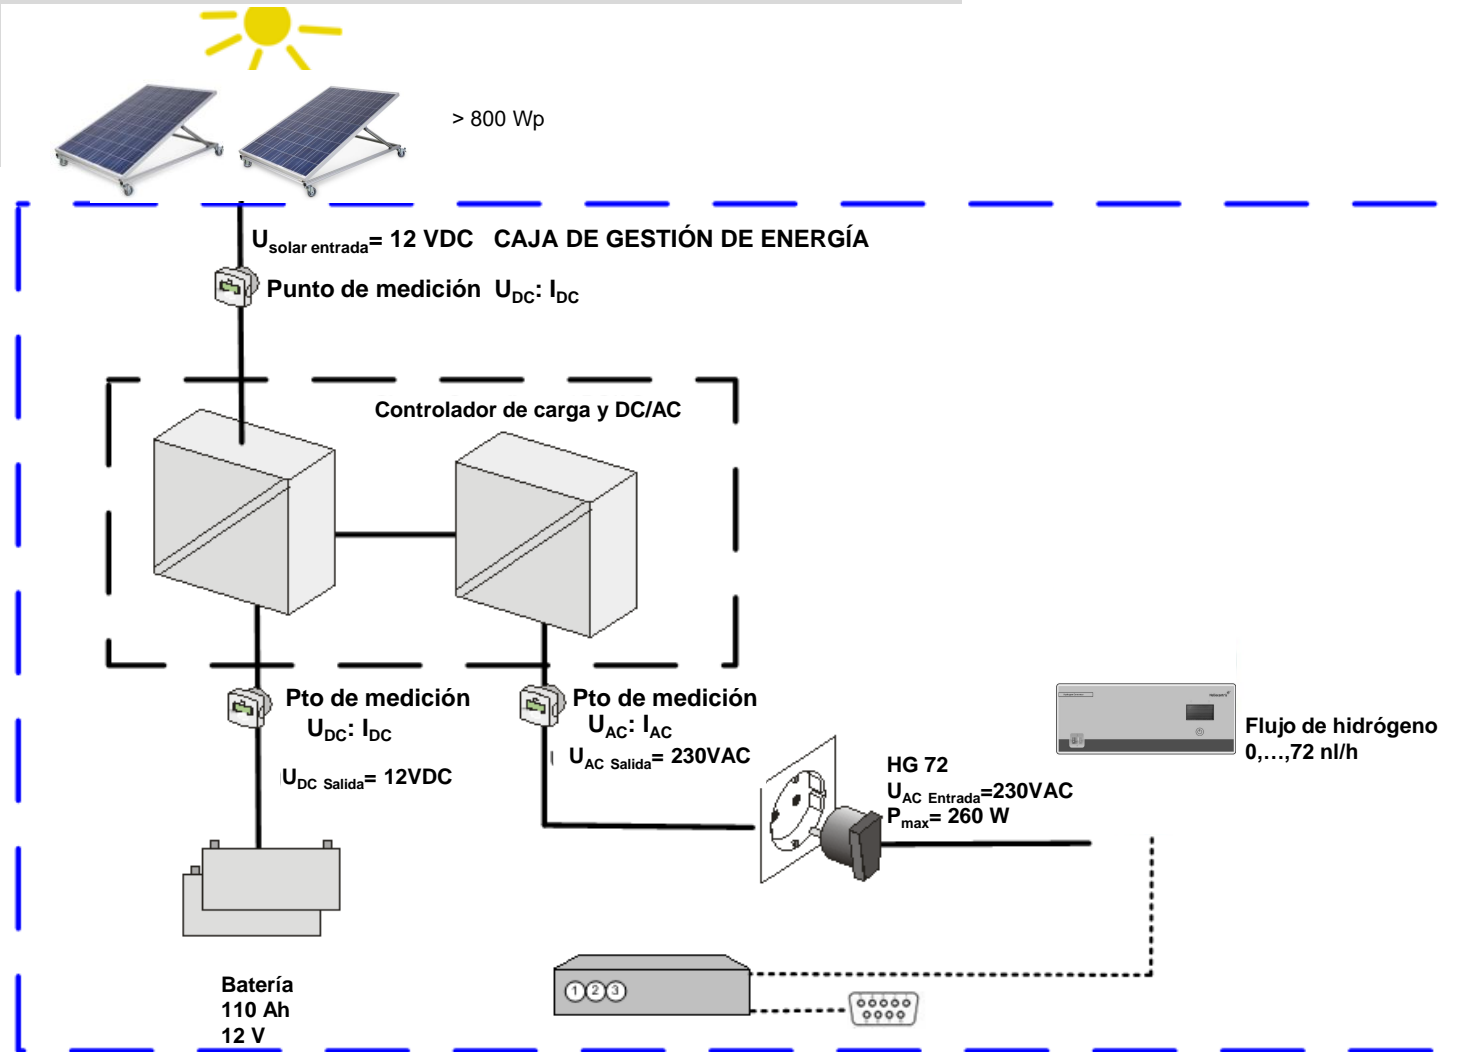 > 800 Wp
U solar entrada= 12 VDC CAJA DE GESTIÓN DE ENERGÍA
Punto de medición UDC: IDC
Controlador de carga y DC/AC
Pto de medición
UDC: IDC
UDC Salida= 12VDC
Pto de medición
UAC: IAC
UAC Salida= 230VAC
HG 72
UAC Entrada=230VAC
Pmax= 260 W
Flujo de hidrógeno
0,...,72 nl/h
Batería
110 Ah
12 V
1 2 3